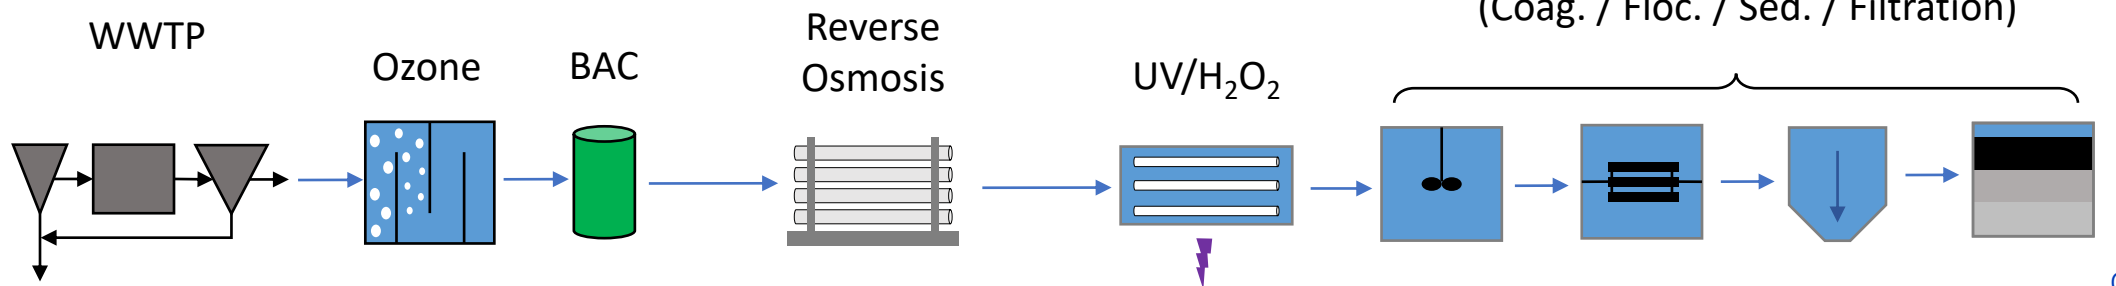 (Coag. / Floc. / Sed. / Filtration)
WWTP
Ozone
BAC
Reverse
Osmosis
UV/H₂O₂